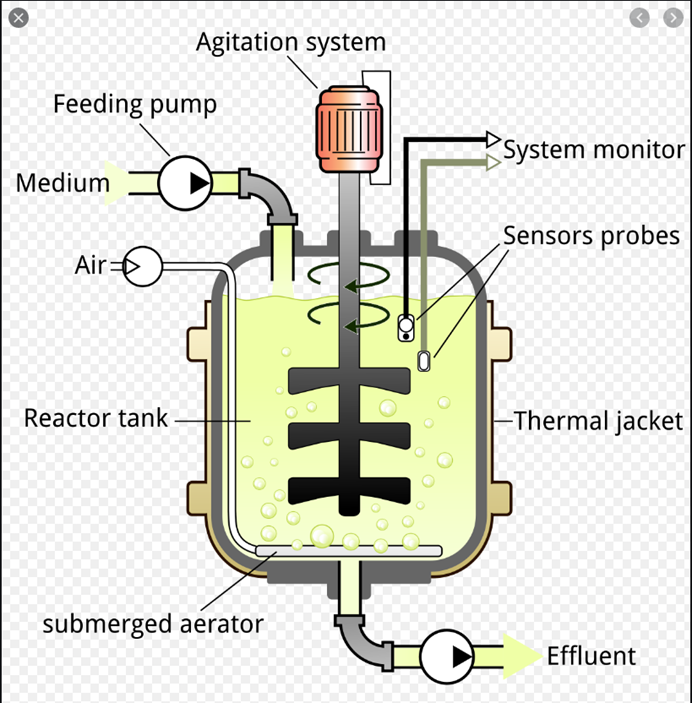 Agitation system
Feeding pump
Medium
System monitor
Air
Sensors probes
Reactor tank
Thermal jacket
submerged aerator
Effluent